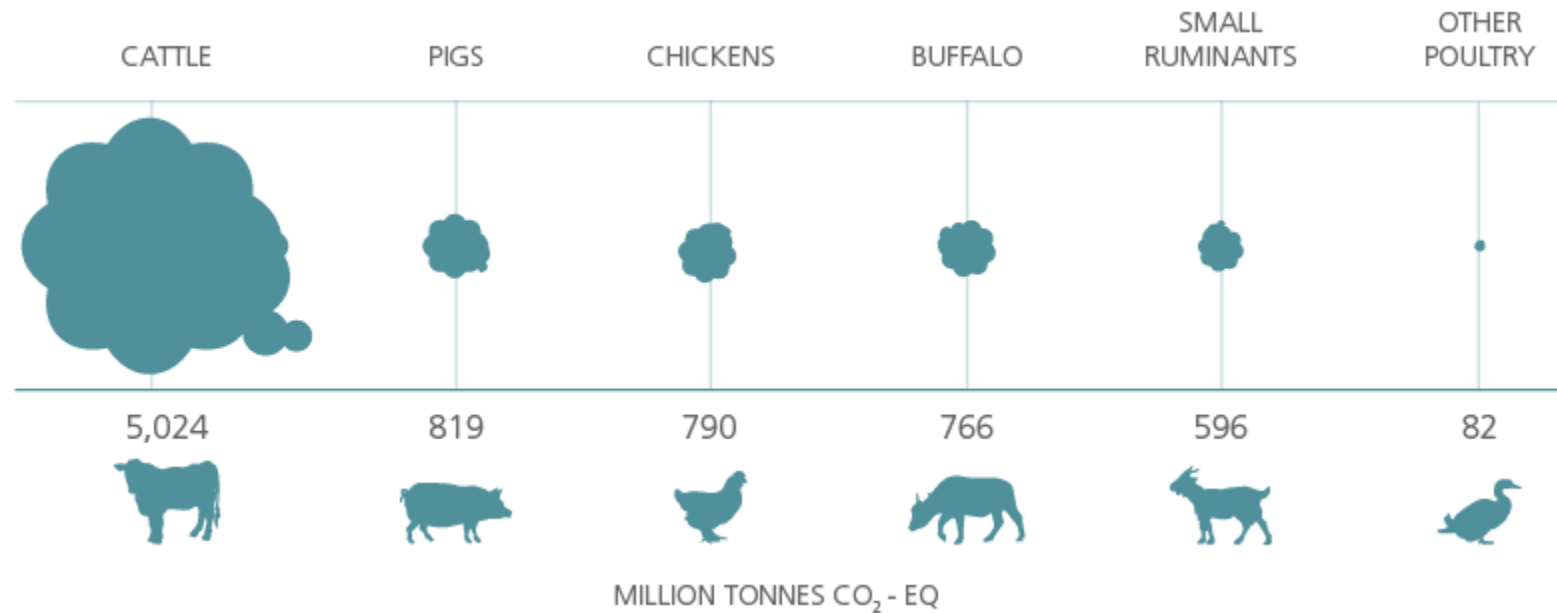 CATTLE
PIGS
CHICKENS
BUFFALO
SMALL
RUMINANTS
OTHER
POULTRY
5,024
819
790
766
596
82
MILLION TONNES CO₂ - EQ